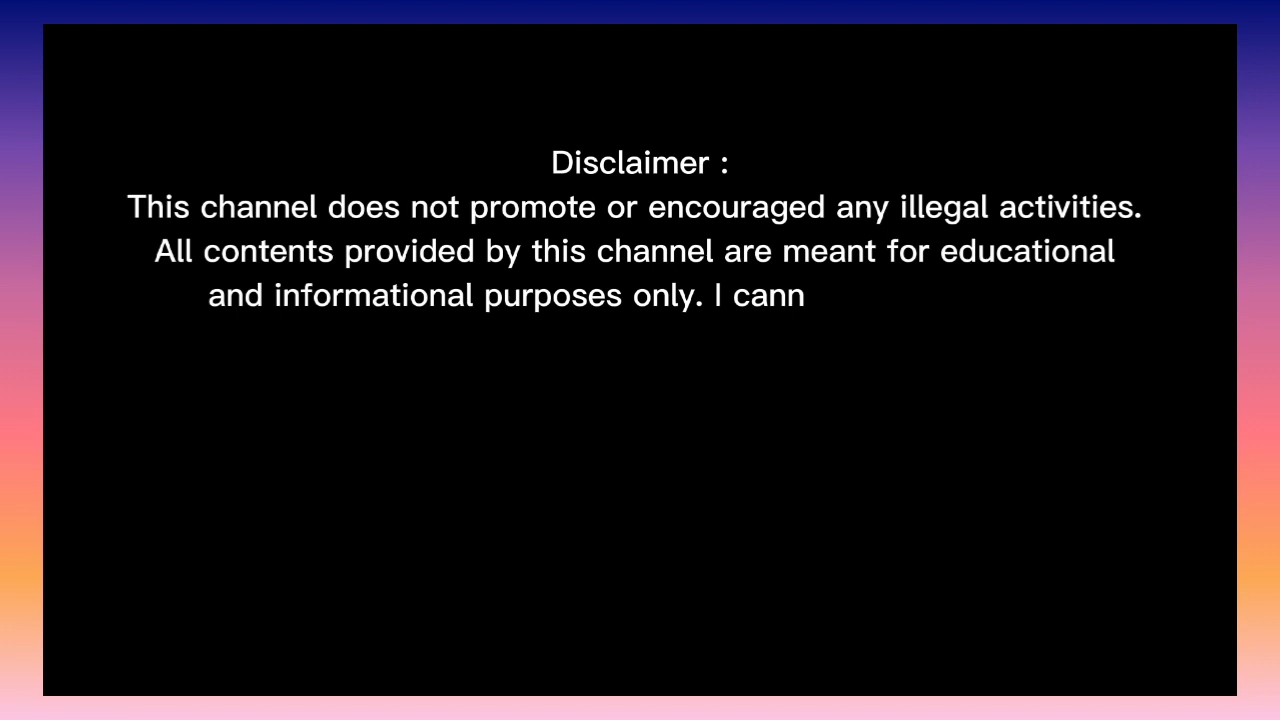 Disclaimer :
This channel does not promote or encouraged any illegal activities.
All contents provided by this channel are meant for educational
and informational purposes only. I cann